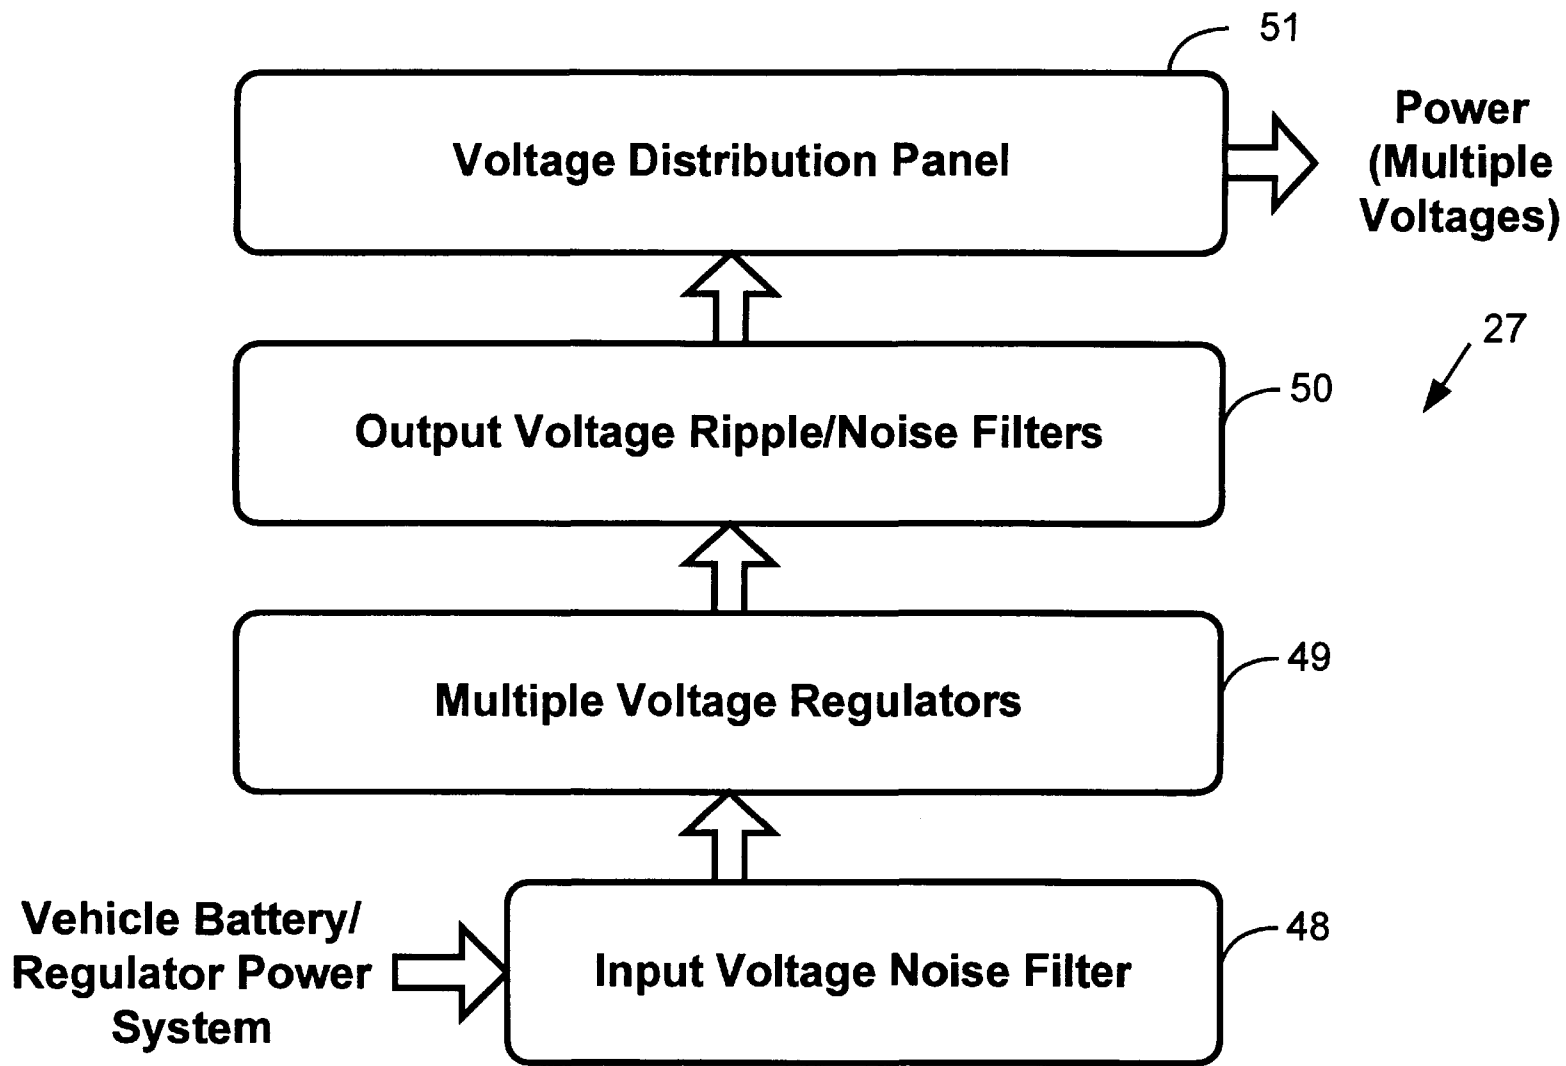 51
Voltage Distribution Panel
Power
(Multiple
Voltages)
27
50
Output Voltage Ripple/Noise Filters
49
Multiple Voltage Regulators
Vehicle Battery/
Regulator Power
System
48
Input Voltage Noise Filter